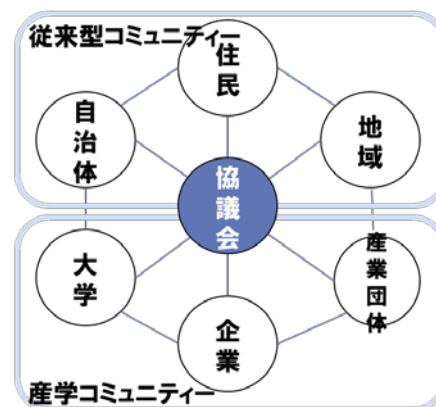 従来型コミュニティー
住民
自治体
地域
協議会
大学
産業団体
企業
産学コミュニティー